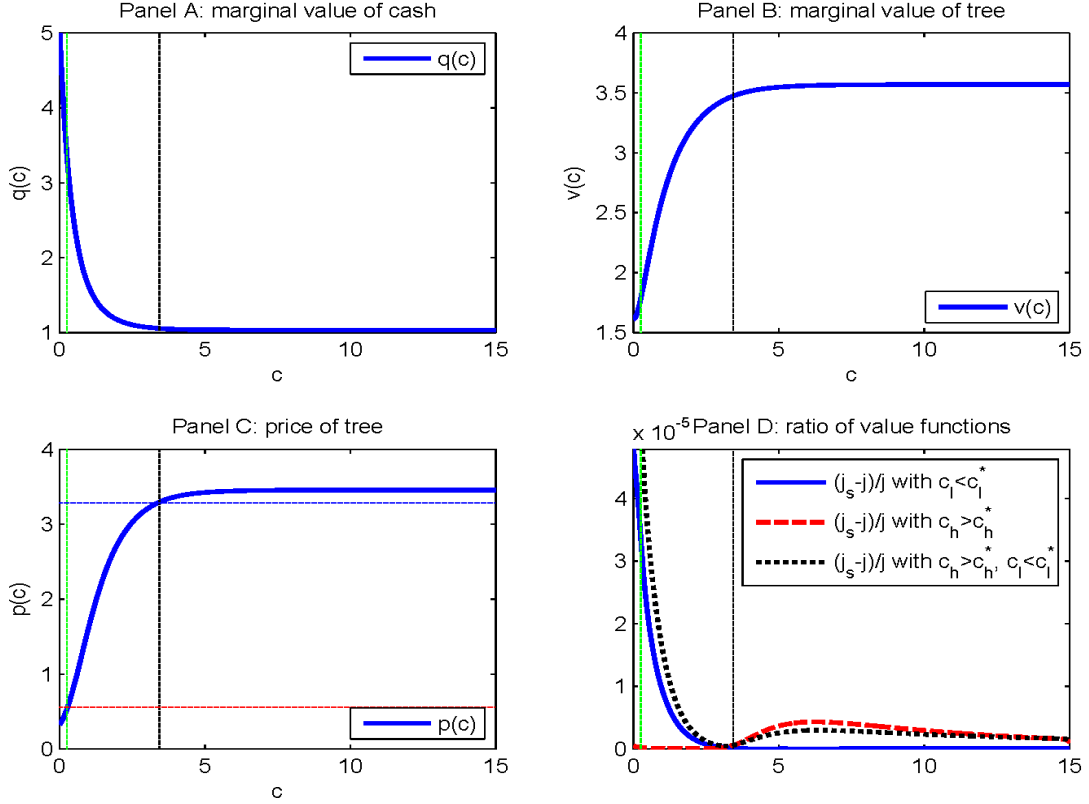 Panel A: marginal value of cash
5
4
3
2
1
q(c)
q(c)
0
5
10
15
c
Panel B: marginal value of tree
4
3.5
3
2.5
2
1.5
v(c)
v(c)
0
5
10
15
c
Panel C: price of tree
4
3
2
1
0
p(c)
p(c)
0
5
10
15
c
x 10^-5
Panel D: ratio of value functions
4
3
2
1
0
(j_s-j)/j with c_l<c_l^*
(j_s-j)/j with c_h>c_h^*
(j_s-j)/j with c_h>c_h^*, c_l<c_l^*
0
5
10
15
c